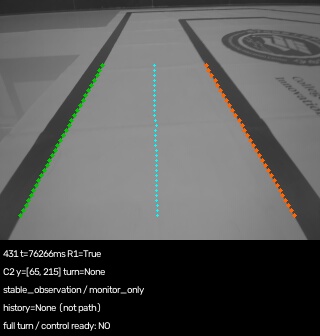 431 t=76266ms R1=True
C2 y=[65, 215] turn=None
stable_observation / monitor_only
history=None (not path)
full turn / control ready: NO